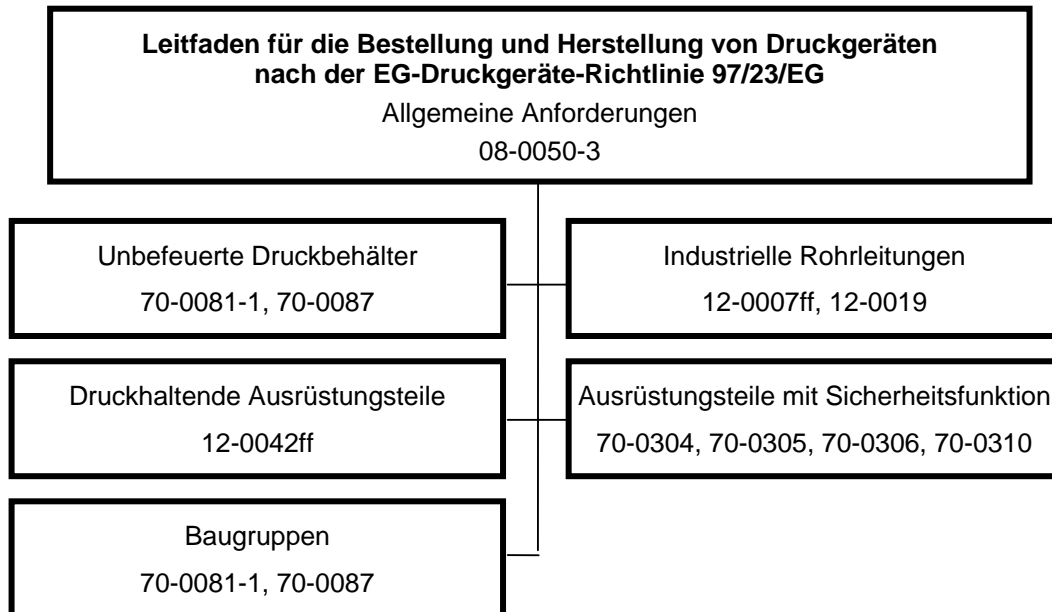 Leitfaden für die Bestellung und Herstellung von Druckgeräten
nach der EG-Druckgeräte-Richtlinie 97/23/EG
Allgemeine Anforderungen
08-0050-3
Unbefeuerte Druckbehälter
70-0081-1, 70-0087
Industrielle Rohrleitungen
12-0007ff, 12-0019
Druckhaltende Ausrüstungsteile
12-0042ff
Ausrüstungsteile mit Sicherheitsfunktion
70-0304, 70-0305, 70-0306, 70-0310
Baugruppen
70-0081-1, 70-0087